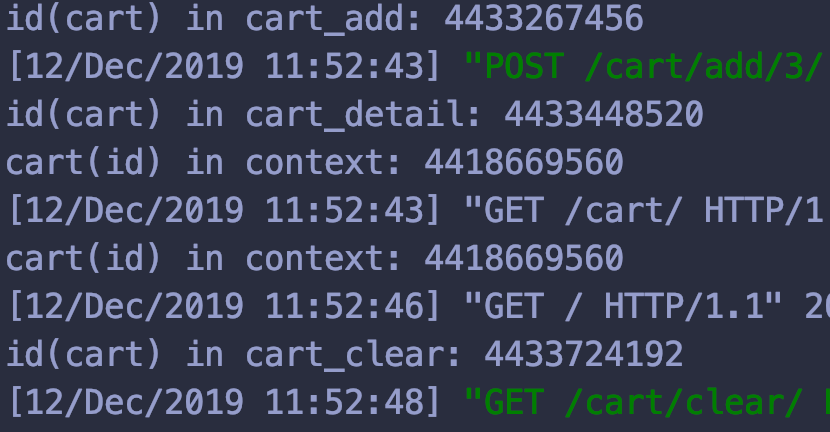 id(cart) in cart_add: 4433267456
[12/Dec/2019 11:52:43] "POST /cart/add/3/
id(cart) in cart_detail: 4433448520
cart(id) in context: 4418669560
[12/Dec/2019 11:52:43] "GET /cart/ HTTP/1
cart(id) in context: 4418669560
[12/Dec/2019 11:52:46] "GET / HTTP/1.1" 20
id(cart) in cart_clear: 4433724192
[12/Dec/2019 11:52:48] "GET /cart/clear/